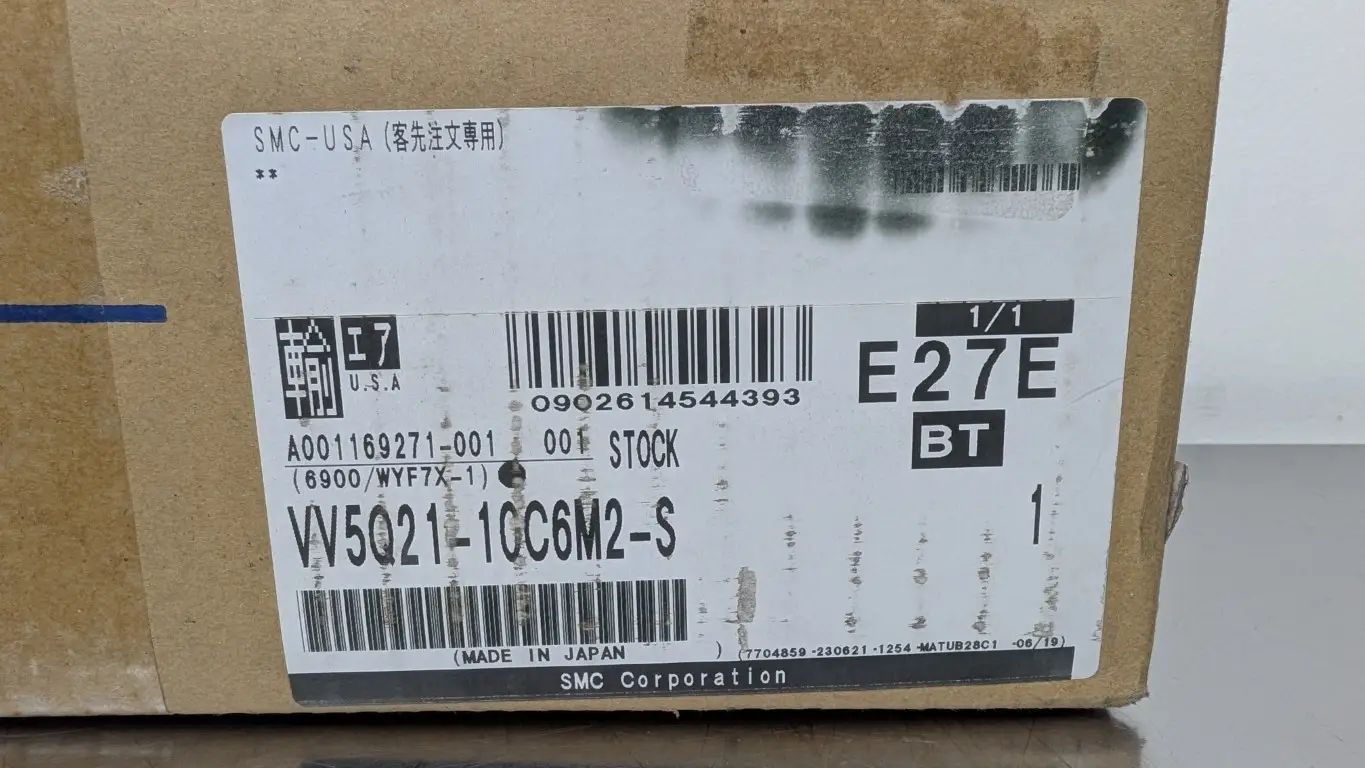 SMC-USA (客先注文専用)
**
輸 エア
U.S.A
0902614544393
1/1
E27E
BT
A001169271-001 001 STOCK
(6900/WYF7X-1)
VV5Q21-10C6M2-S 1
(MADE IN JAPAN )
(7704859 -230621 -1254 -MATUB28C1 -06/19)
SMC Corporation